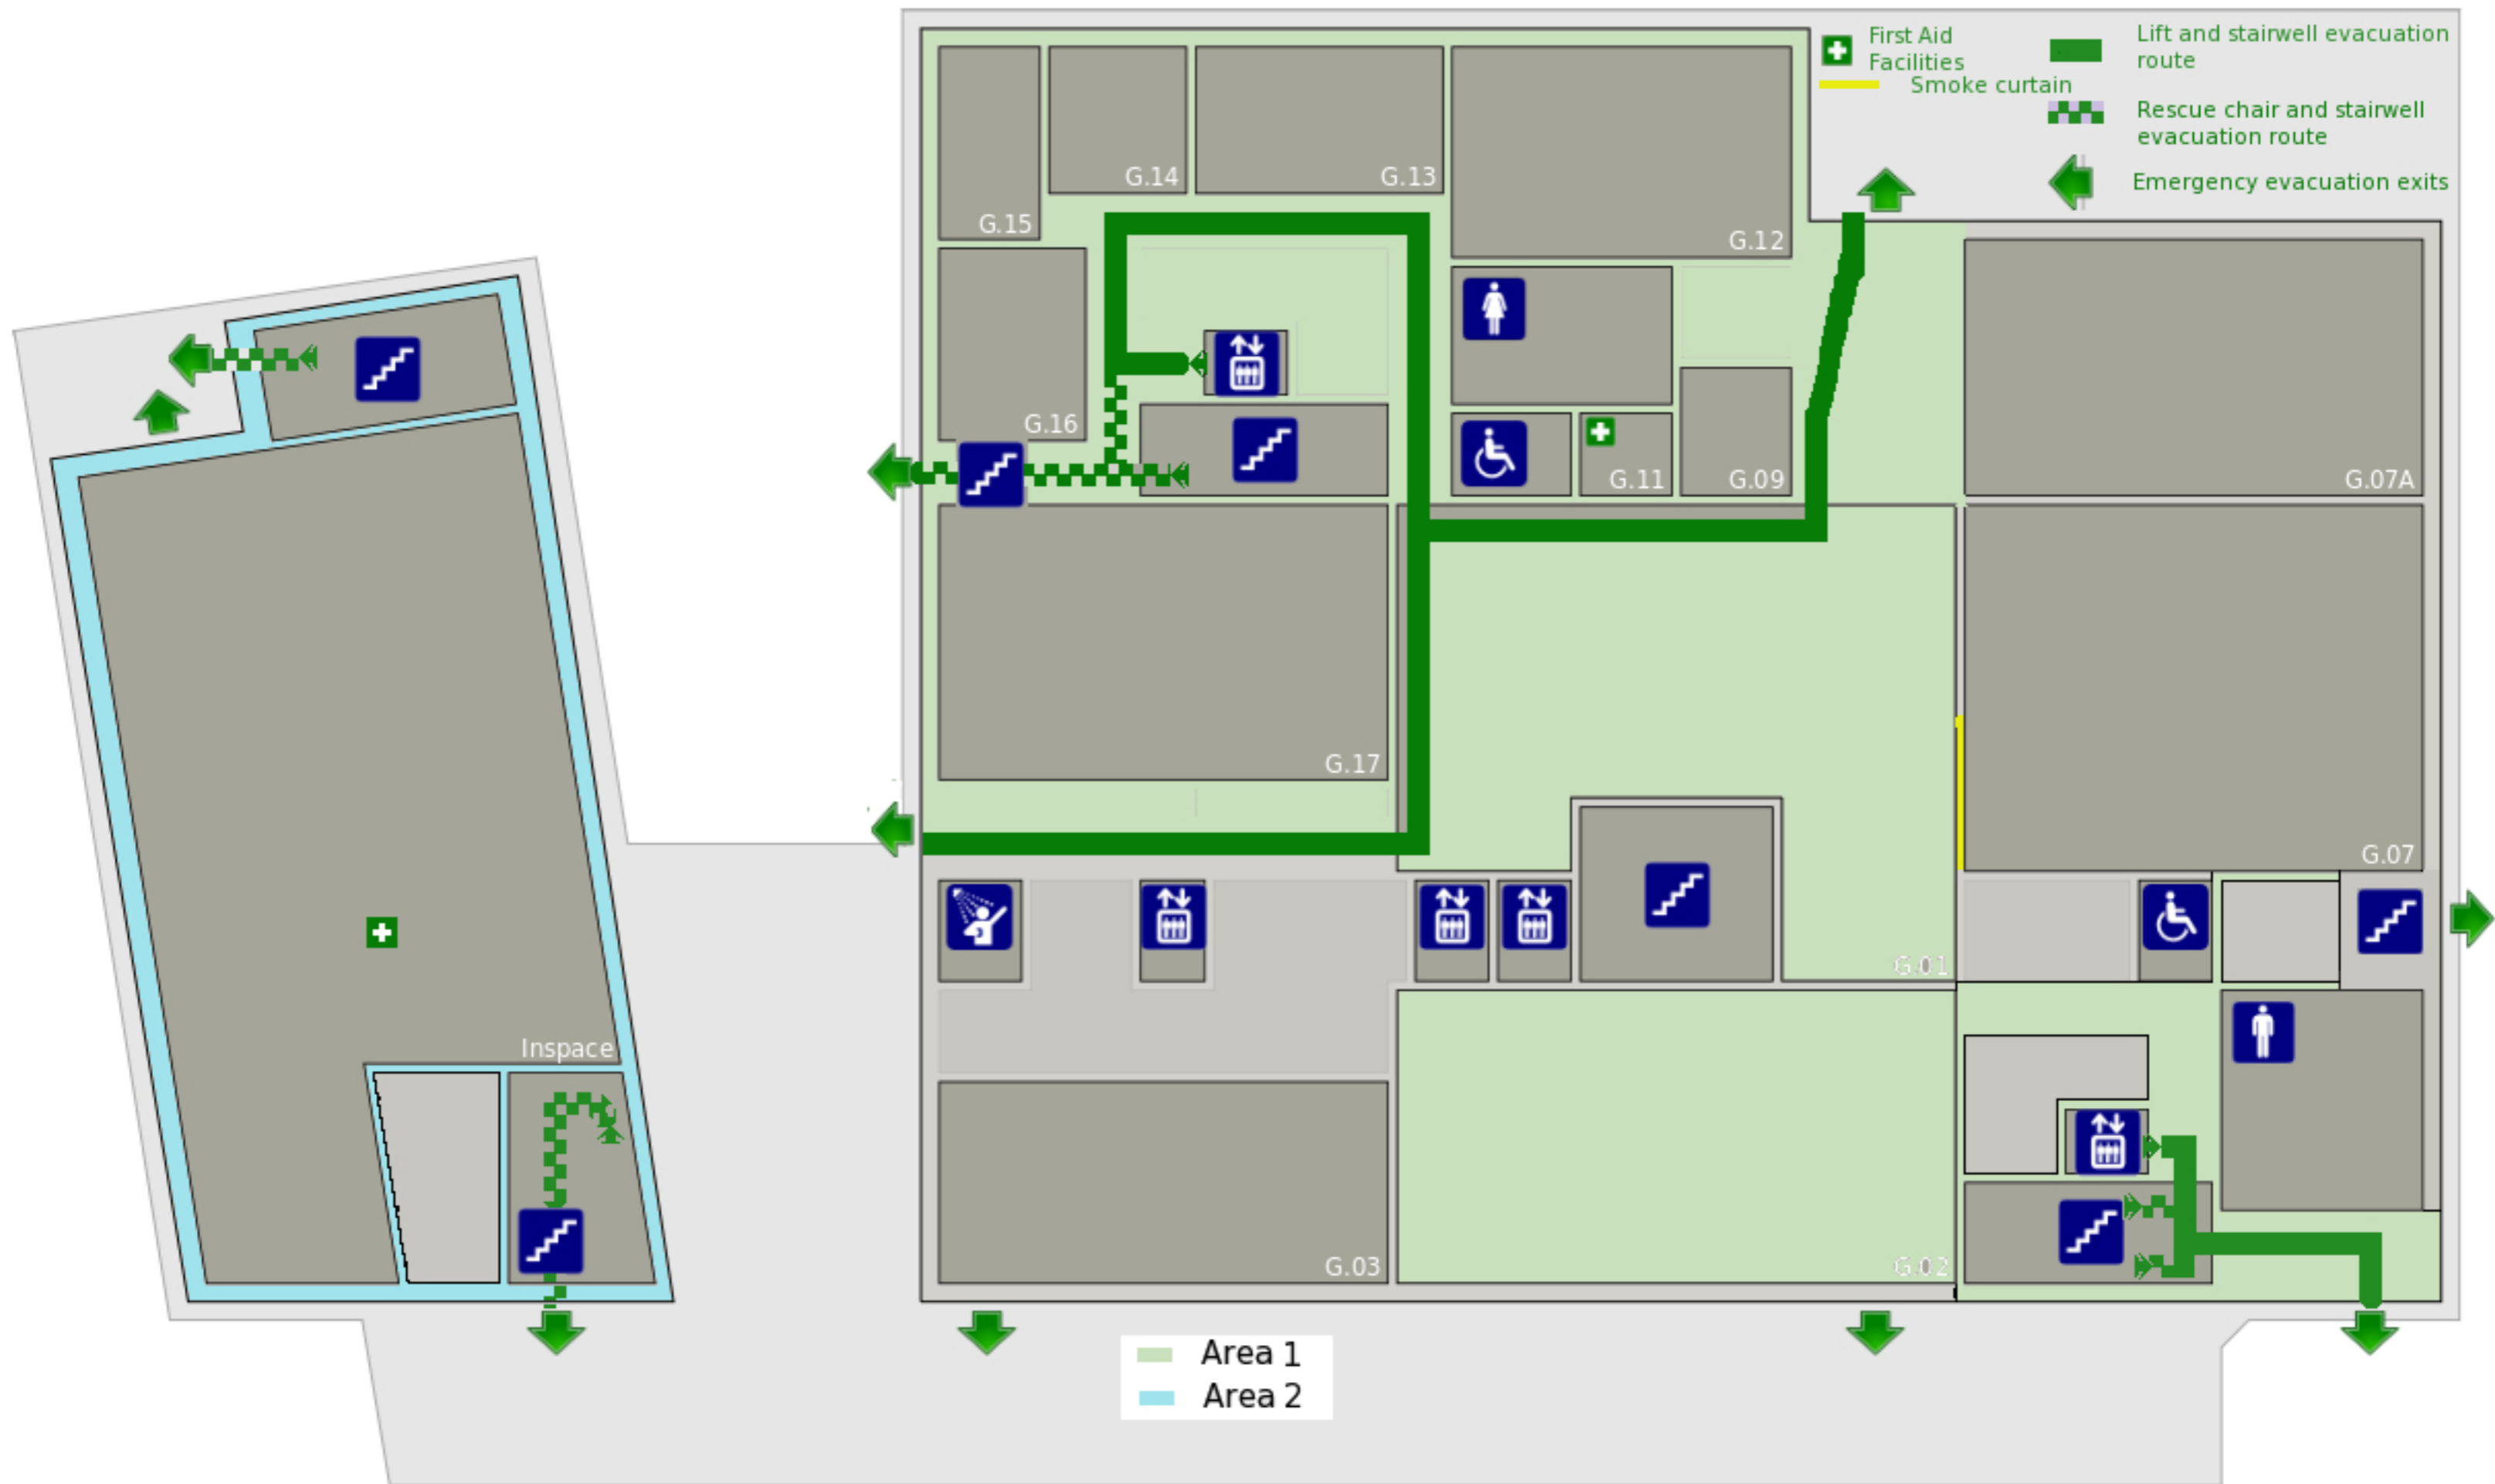 First Aid
Facilities
Lift and stairwell evacuation
route
Smoke curtain
Rescue chair and stairwell
evacuation route
Emergency evacuation exits
G.14
G.13
G.15
G.12
G.16
G.11
G.09
G.07A
G.17
G.07
G.01
Inspace
G.03
G.02
Area 1
Area 2